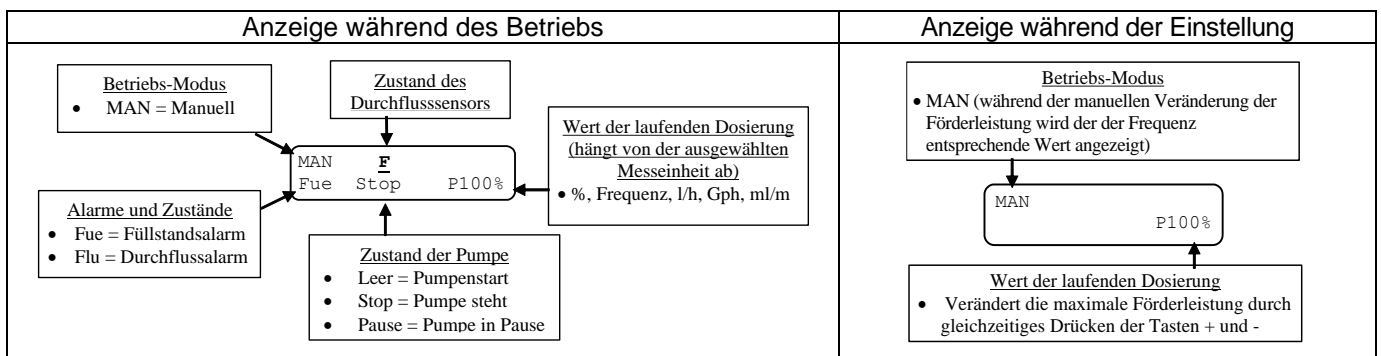 Anzeige während des Betriebs
Betriebs-Modus
• MAN = Manuell
Zustand des
Durchflusssensors
Wert der laufenden Dosierung
(hängt von der ausgewählten
Messeinheit ab)
• %, Frequenz, l/h, Gph, ml/m
MAN F
Fue Stop P100%
Alarme und Zustände
• Fue = Füllstandsalarm
• Flu = Durchflussalarm
Zustand der Pumpe
• Leer = Pumpenstart
• Stop = Pumpe steht
• Pause = Pumpe in Pause
Anzeige während der Einstellung
Betriebs-Modus
• MAN (während der manuellen Veränderung der
Förderleistung wird der der Frequenz
entsprechende Wert angezeigt)
MAN
P100%
Wert der laufenden Dosierung
• Verändert die maximale Förderleistung durch
gleichzeitiges Drücken der Tasten + und -